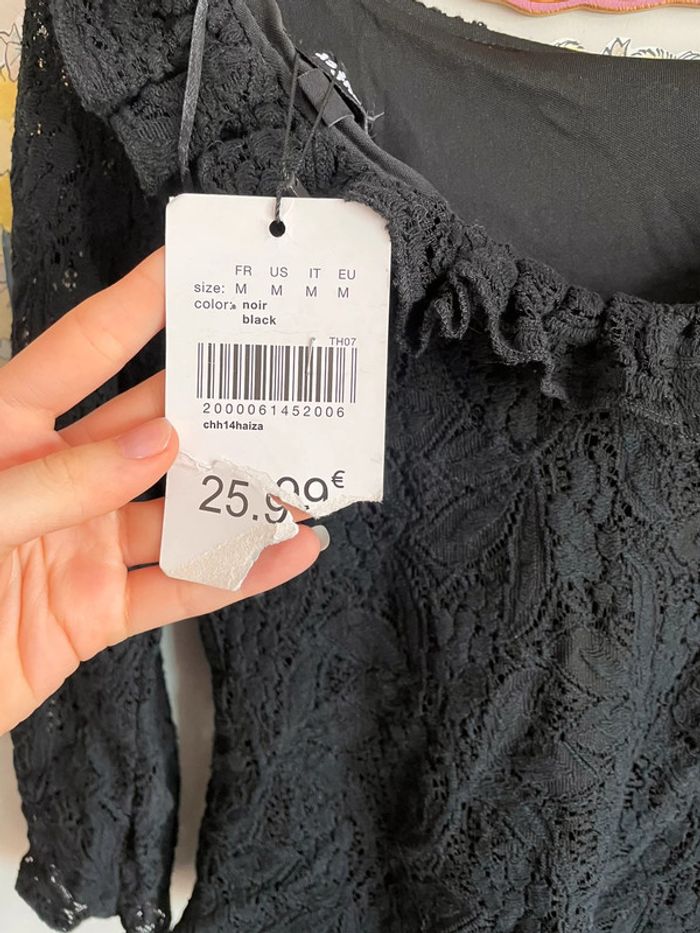 FR US IT EU
size: M M M M
color: noir
black
TH07
2000061452006
chh14haiza
25.99€